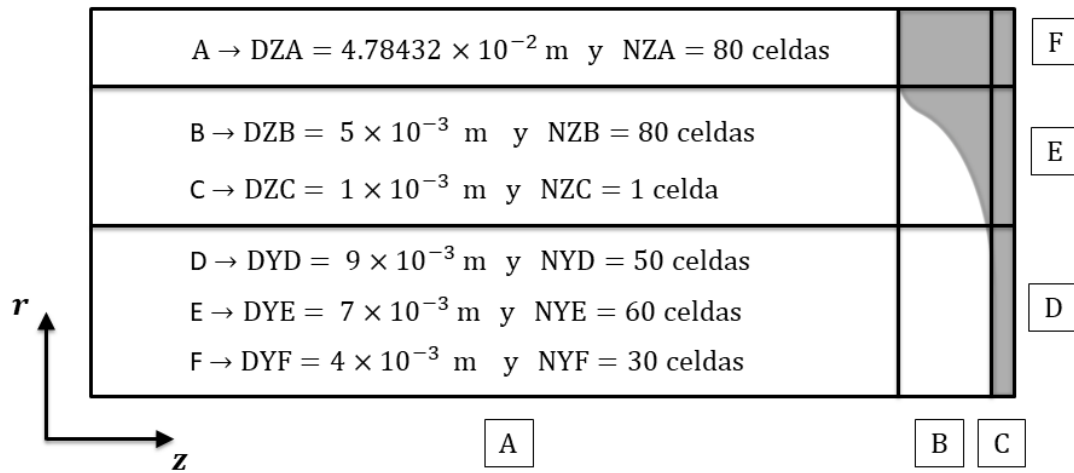 A → DZA = 4.78432 × 10⁻² m y NZA = 80 celdas
F
B → DZB = 5 × 10⁻³ m y NZB = 80 celdas
E
C → DZC = 1 × 10⁻³ m y NZC = 1 celda
D → DYD = 9 × 10⁻³ m y NYD = 50 celdas
E → DYE = 7 × 10⁻³ m y NYE = 60 celdas
D
r
F → DYF = 4 × 10⁻³ m y NYF = 30 celdas
A B C
z